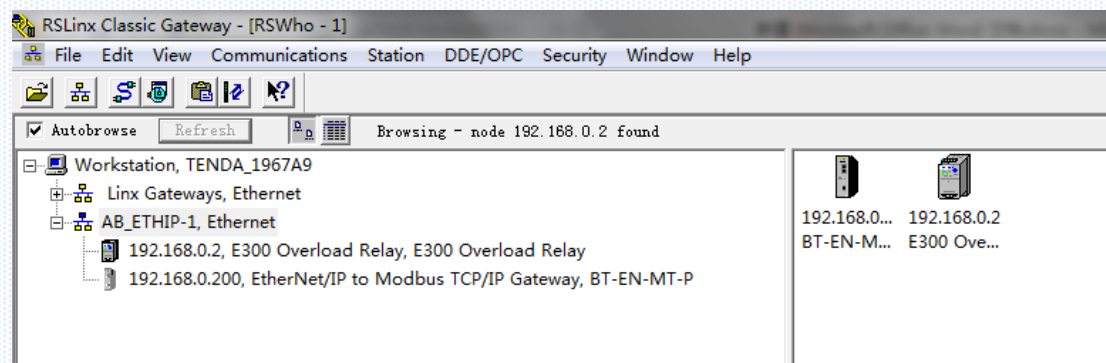 RSLinx Classic Gateway - [RSWho - 1]
File Edit View Communications Station DDE/OPC Security Window Help
Autobrowse Refresh Browsing - node 192.168.0.2 found
Workstation, TENDA_1967A9
Linx Gateways, Ethernet
AB_ETHIP-1, Ethernet
192.168.0.2, E300 Overload Relay, E300 Overload Relay
192.168.0.200, EtherNet/IP to Modbus TCP/IP Gateway, BT-EN-MT-P
192.168.0... 192.168.0.2
BT-EN-M... E300 Ove...